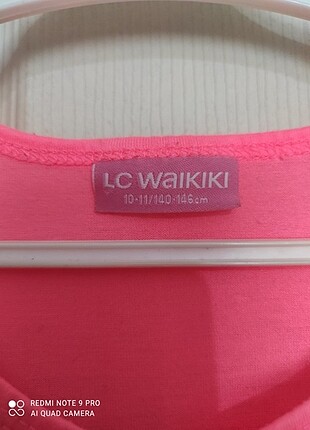 LC WAIKIKI
10-11/140-146cm
REDMI NOTE 9 PRO
AI QUAD CAMERA